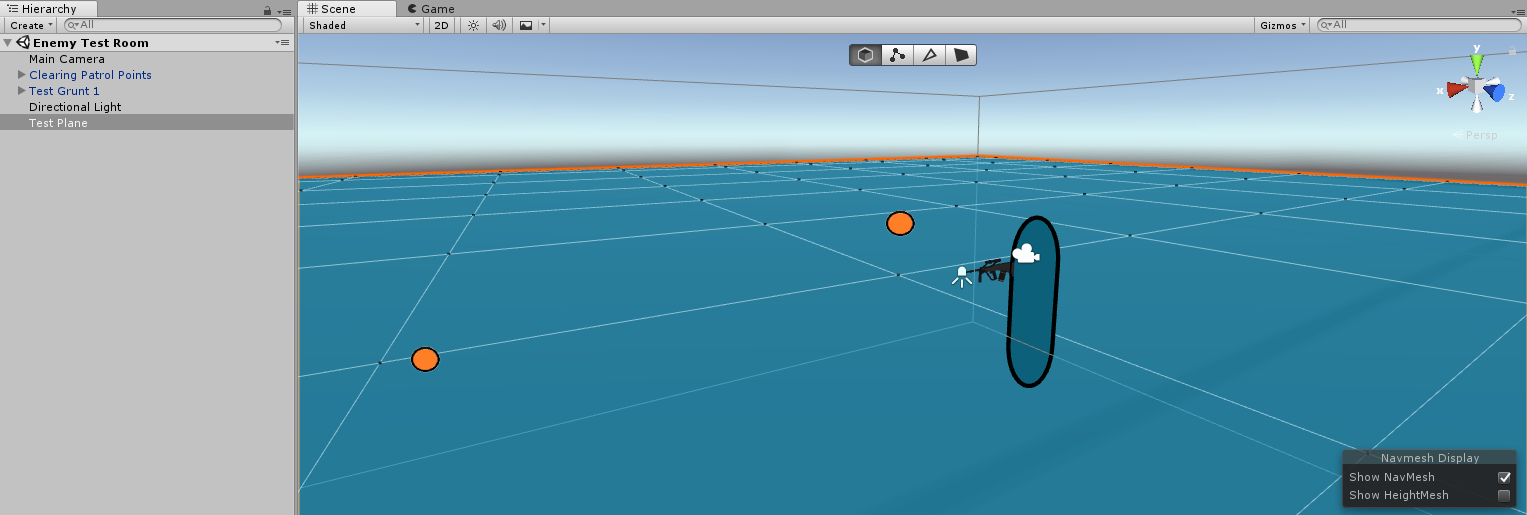 Hierarchy
Create
All
Enemy Test Room
Main Camera
Clearing Patrol Points
Test Grunt 1
Directional Light
Test Plane
Scene
Game
Shaded
2D
Gizmos
All
y
x
z
Persp
Navmesh Display
Show NavMesh
Show HeightMesh